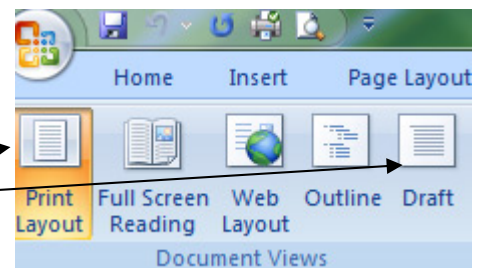 Home Insert Page Layout
Print Full Screen Web Outline Draft
Layout Reading Layout
Document Views